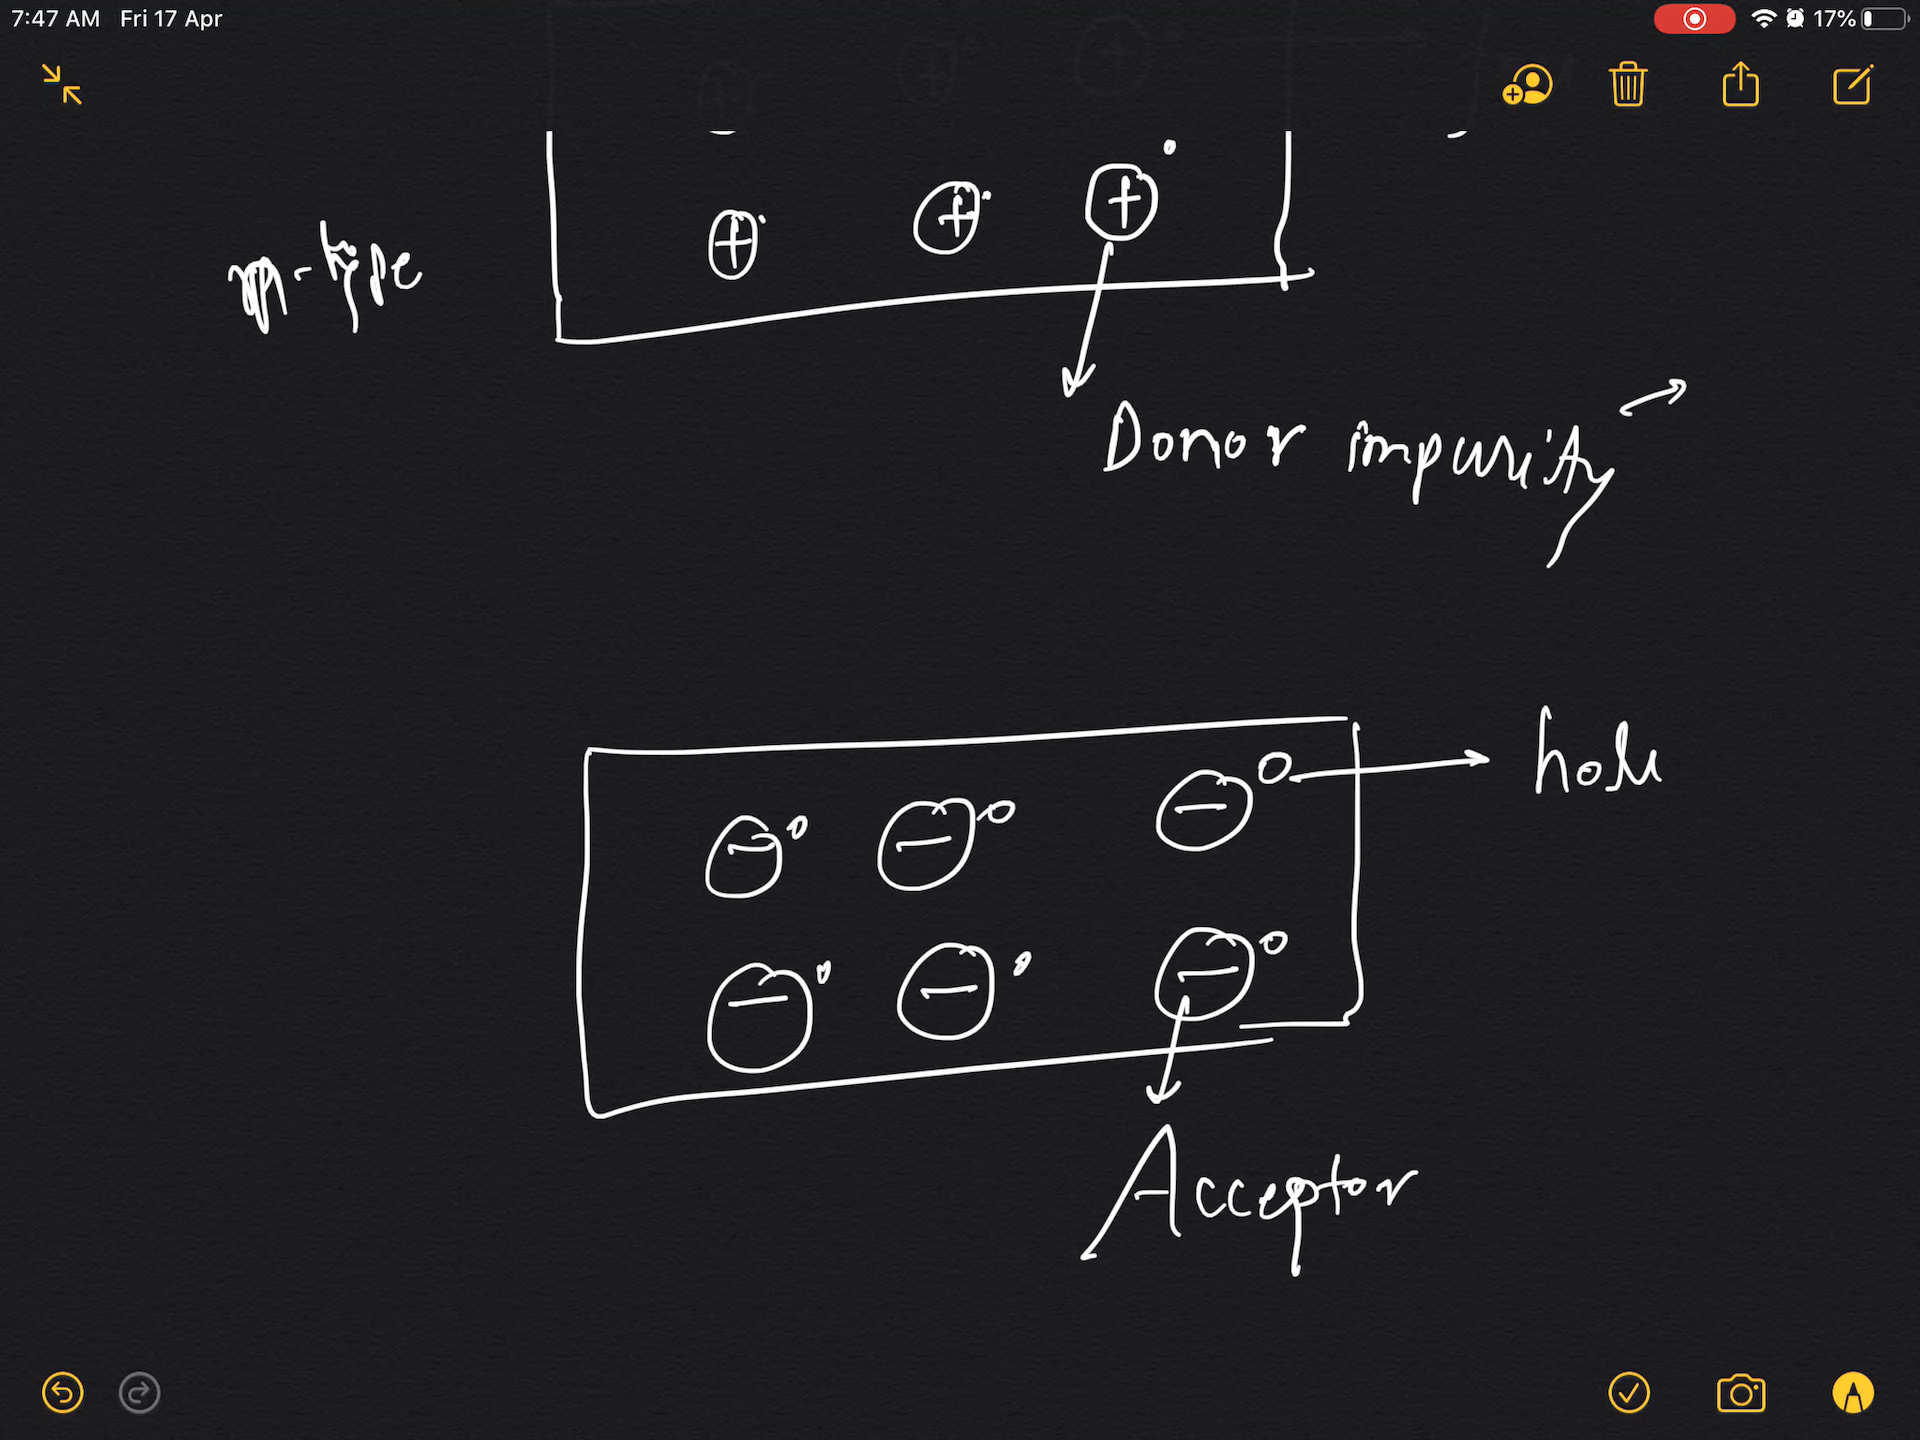 7:47 AM Fri 17 Apr
17%
n-type
Donor impurity
hole
Acceptor